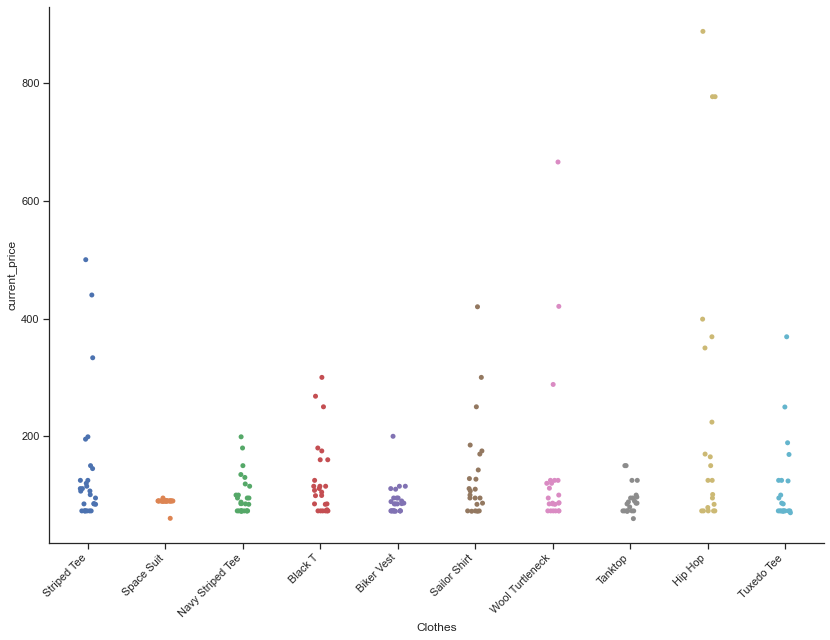 800
600
400
200
current_price
Striped Tee
Space Suit
Navy Striped Tee
Black T
Biker Vest
Sailor Shirt
Wool Turtleneck
Tanktop
Hip Hop
Tuxedo Tee
Clothes